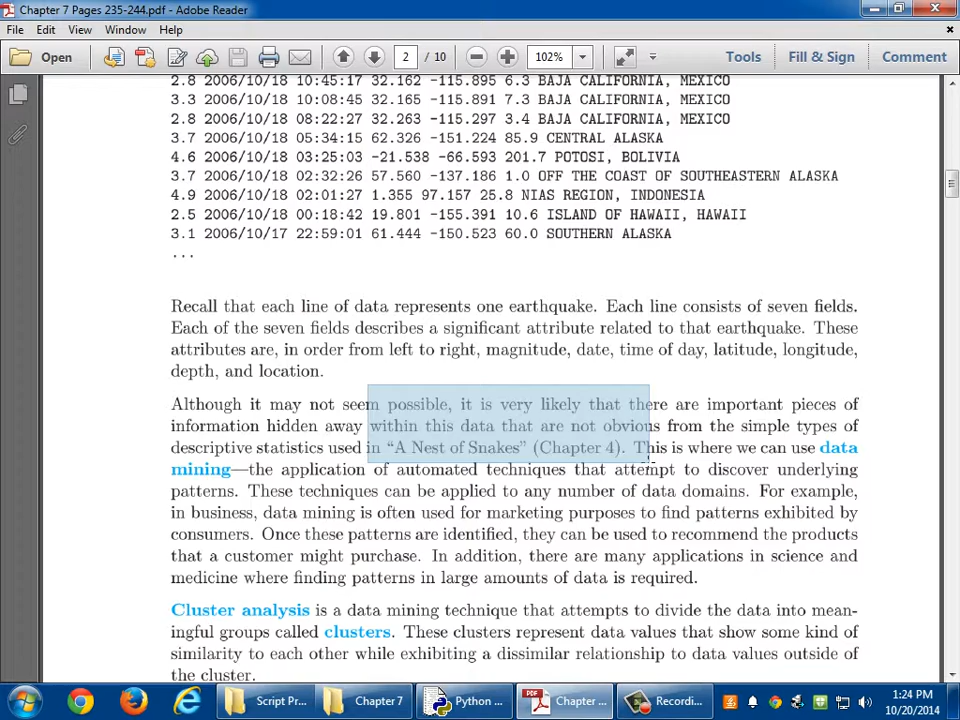 Chapter 7 Pages 235-244.pdf - Adobe Reader
File Edit View Window Help
Open 2 / 10 102% Tools Fill & Sign Comment
2.8 2006/10/18 10:45:17 32.162 -115.895 6.3 BAJA CALIFORNIA, MEXICO
3.3 2006/10/18 10:08:45 32.165 -115.891 7.3 BAJA CALIFORNIA, MEXICO
2.8 2006/10/18 08:22:27 32.263 -115.297 3.4 BAJA CALIFORNIA, MEXICO
3.7 2006/10/18 05:34:15 62.326 -151.224 85.9 CENTRAL ALASKA
4.6 2006/10/18 03:25:03 -21.538 -66.593 201.7 POTOSI, BOLIVIA
3.7 2006/10/18 02:32:26 57.560 -137.186 1.0 OFF THE COAST OF SOUTHEASTERN ALASKA
4.9 2006/10/18 02:01:27 1.355 97.157 25.8 NIAS REGION, INDONESIA
2.5 2006/10/18 00:18:42 19.801 -155.391 10.6 ISLAND OF HAWAII, HAWAII
3.1 2006/10/17 22:59:01 61.444 -150.523 60.0 SOUTHERN ALASKA
...
Recall that each line of data represents one earthquake. Each line consists of seven fields.
Each of the seven fields describes a significant attribute related to that earthquake. These
attributes are, in order from left to right, magnitude, date, time of day, latitude, longitude,
depth, and location.
Although it may not seem possible, it is very likely that there are important pieces of
information hidden away within this data that are not obvious from the simple types of
descriptive statistics used in “A Nest of Snakes” (Chapter 4). This is where we can use data
mining—the application of automated techniques that attempt to discover underlying
patterns. These techniques can be applied to any number of data domains. For example,
in business, data mining is often used for marketing purposes to find patterns exhibited by
consumers. Once these patterns are identified, they can be used to recommend the products
that a customer might purchase. In addition, there are many applications in science and
medicine where finding patterns in large amounts of data is required.
Cluster analysis is a data mining technique that attempts to divide the data into mean-
ingful groups called clusters. These clusters represent data values that show some kind of
similarity to each other while exhibiting a dissimilar relationship to data values outside of
the cluster.
Script Pr... Chapter 7 Python ... Chapter ... Recordi... 1:24 PM
10/20/2014